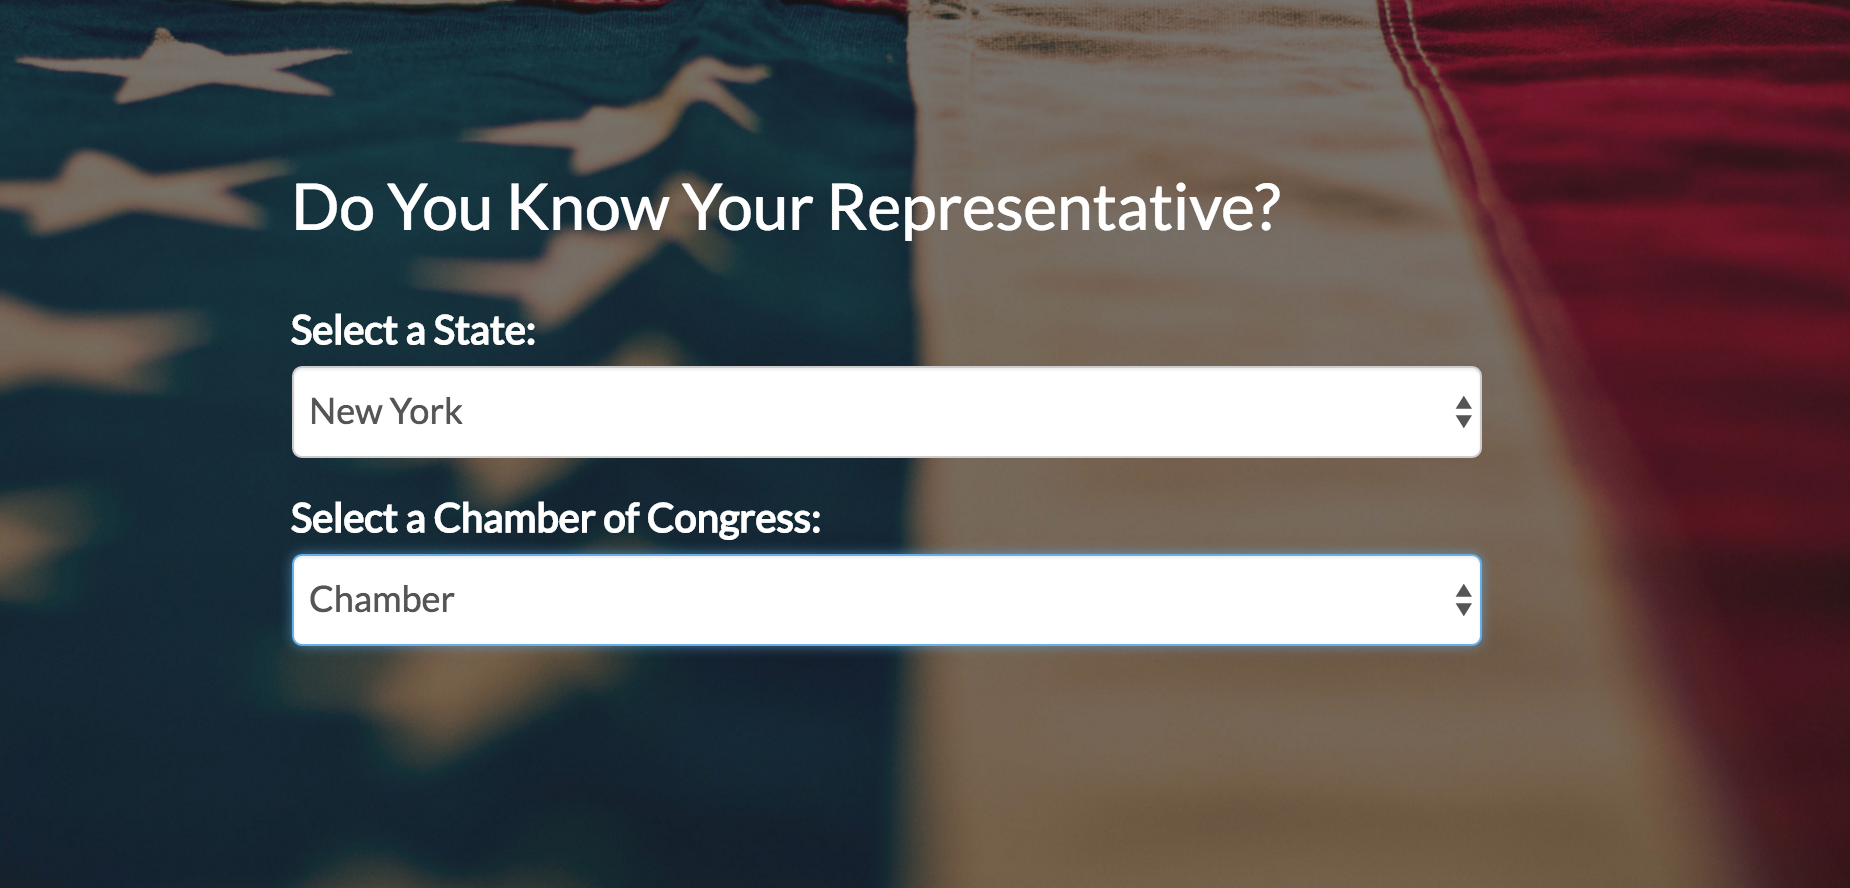 Do You Know Your Representative?
Select a State:
New York
Select a Chamber of Congress:
Chamber